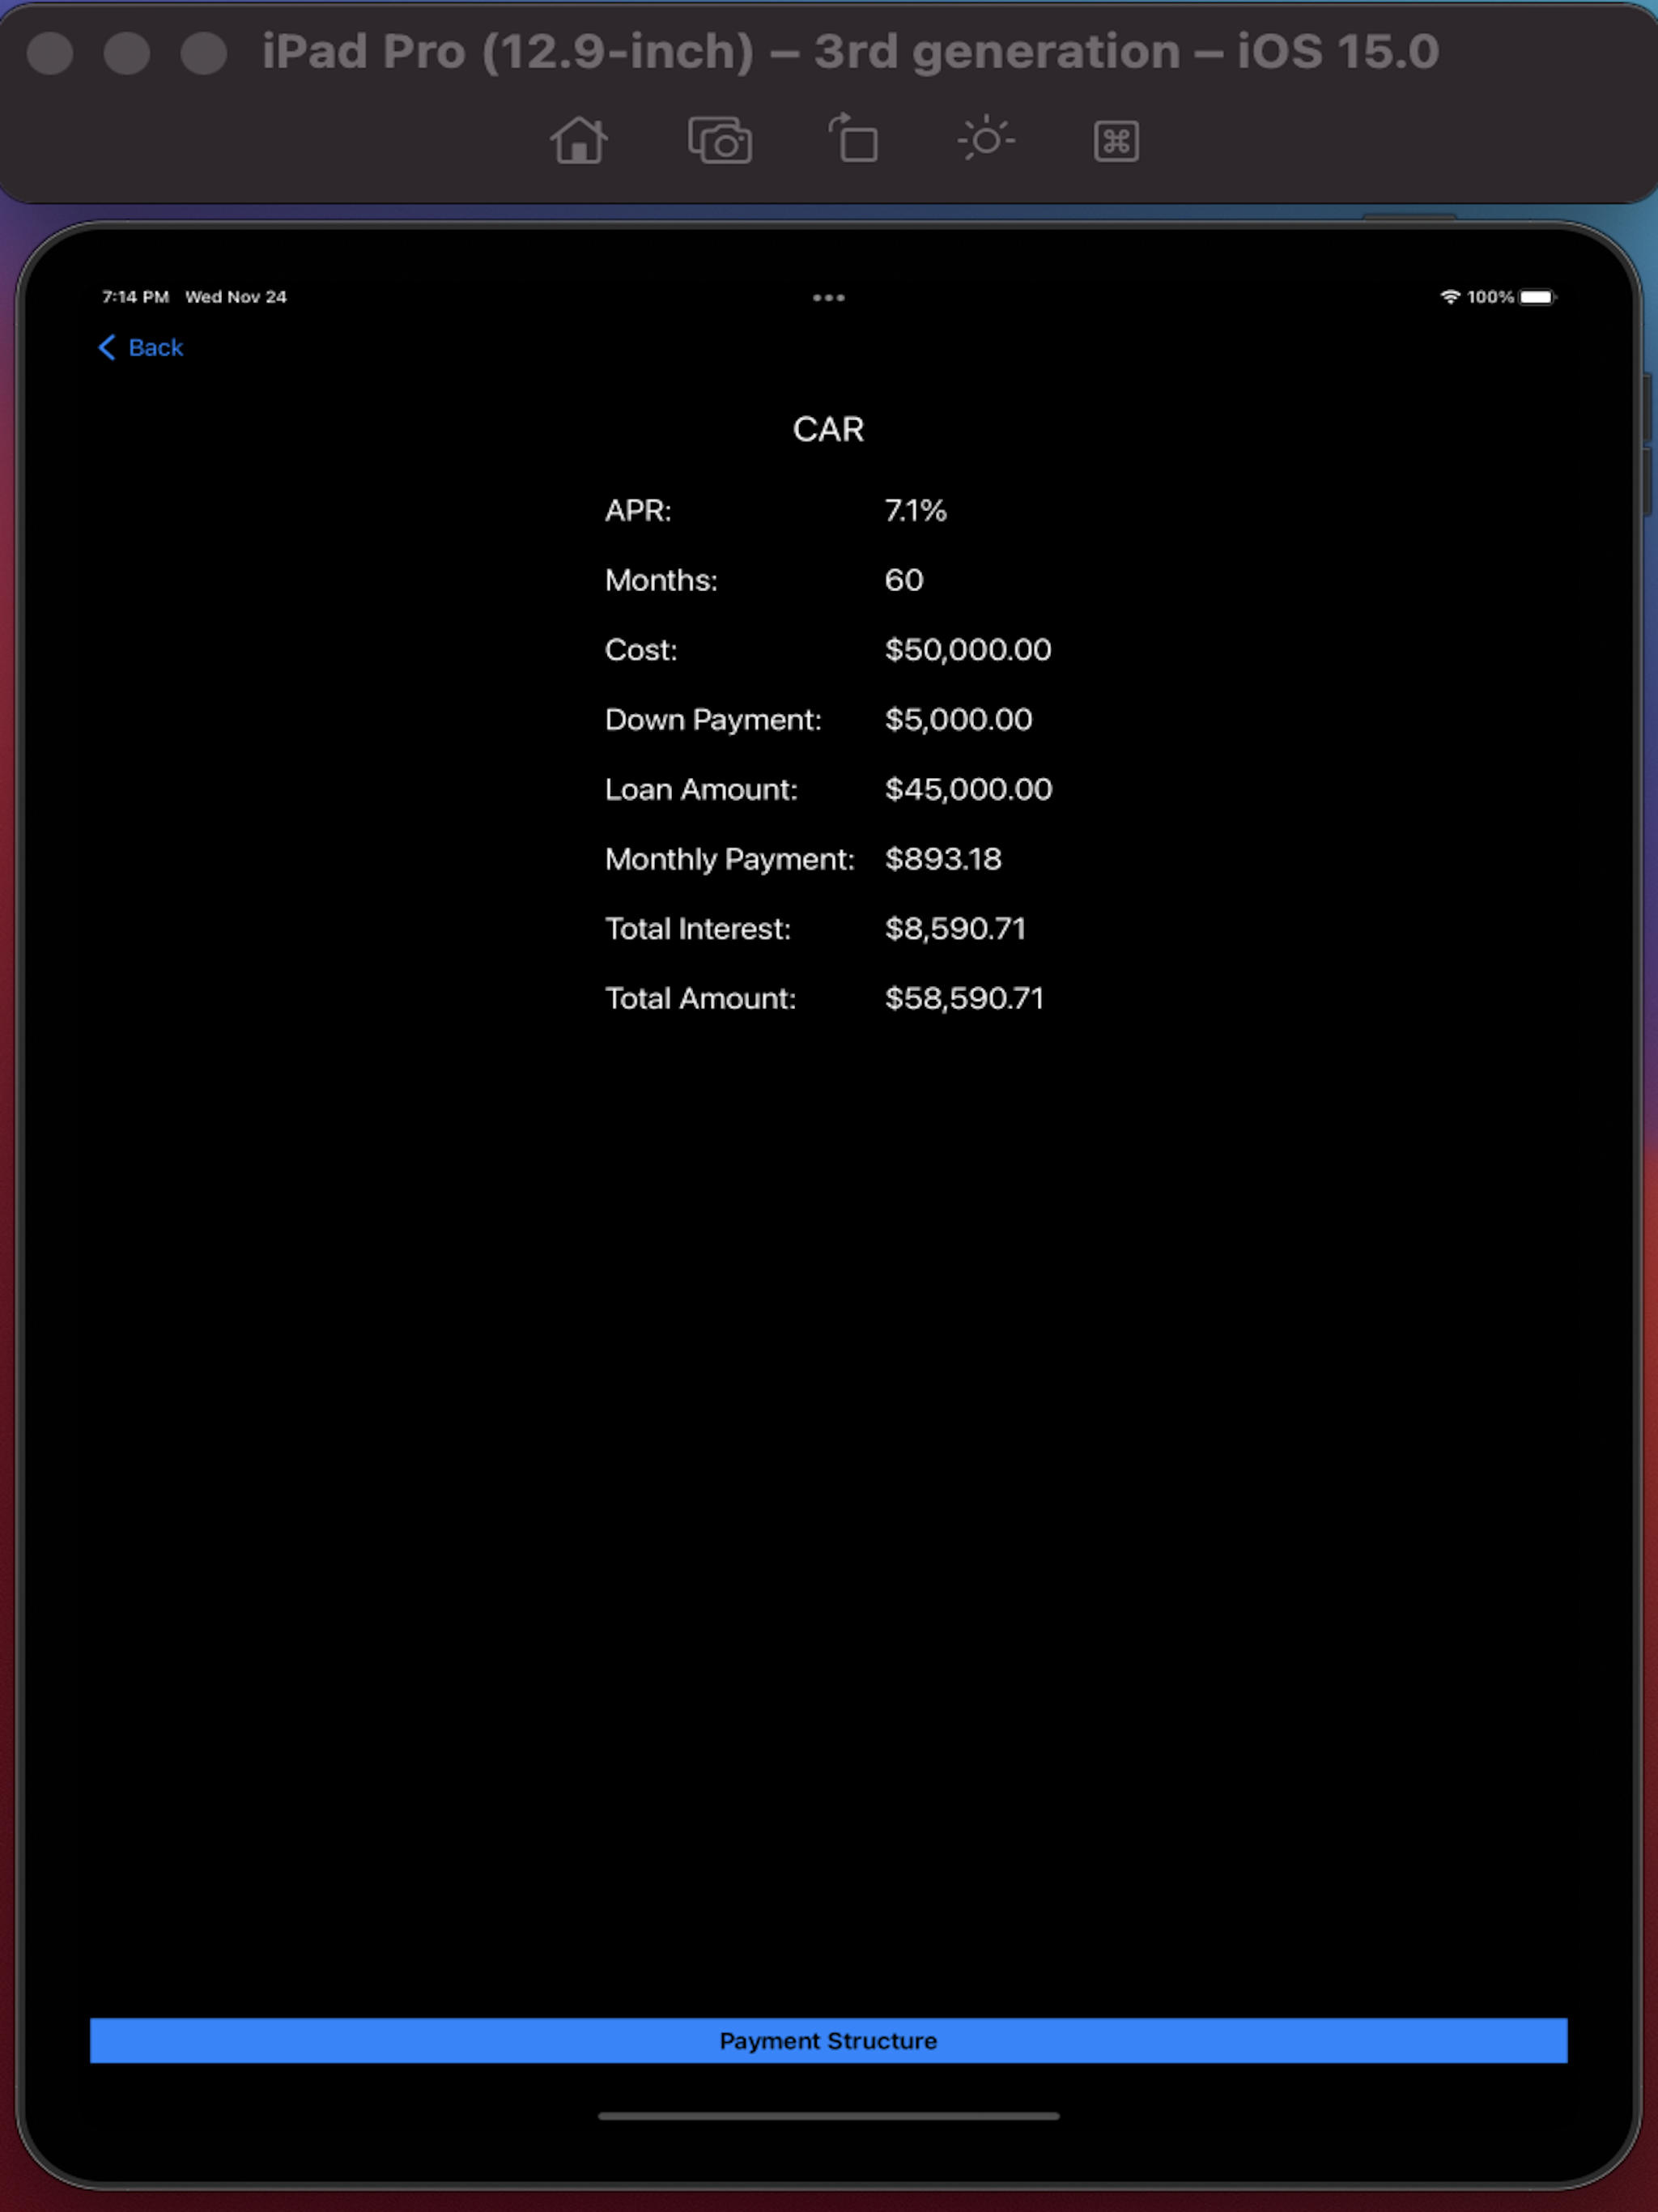 iPad Pro (12.9-inch) – 3rd generation – iOS 15.0
7:14 PM Wed Nov 24 100%
Back
CAR
APR: 7.1%
Months: 60
Cost: $50,000.00
Down Payment: $5,000.00
Loan Amount: $45,000.00
Monthly Payment: $893.18
Total Interest: $8,590.71
Total Amount: $58,590.71
Payment Structure